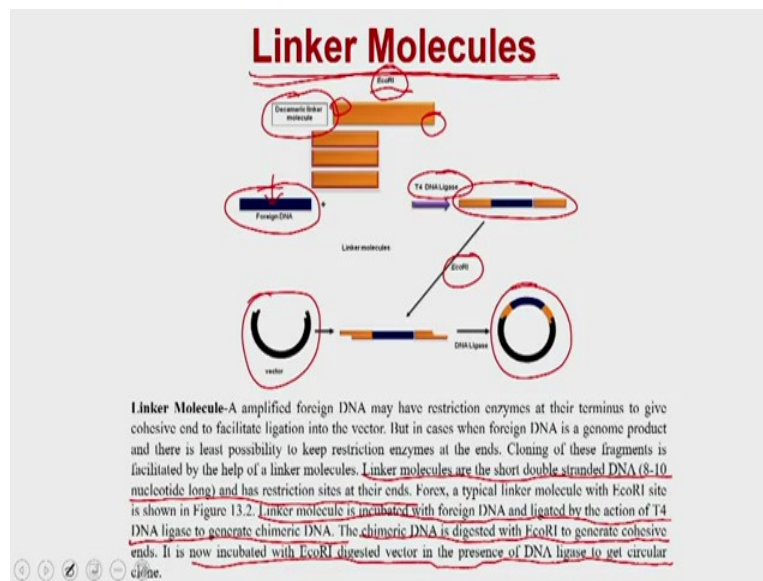 Linker Molecules
EcoRI
Decameric linker
molecule
T4 DNA Ligase
Foreign DNA
+
Linker molecules
EcoRI
vector
DNA Ligase
Linker Molecule-A amplified foreign DNA may have restriction enzymes at their terminus to give
cohesive end to facilitate ligation into the vector. But in cases when foreign DNA is a genome product
and there is least possibility to keep restriction enzymes at the ends. Cloning of these fragments is
facilitated by the help of a linker molecules. Linker molecules are the short double stranded DNA (8-10
nucleotide long) and has restriction sites at their ends. Forex, a typical linker molecule with EcoRI site
is shown in Figure 13.2. Linker molecule is incubated with foreign DNA and ligated by the action of T4
DNA ligase to generate chimeric DNA. The chimeric DNA is digested with EcoRI to generate cohesive
ends. It is now incubated with EcoRI digested vector in the presence of DNA ligase to get circular
clone.